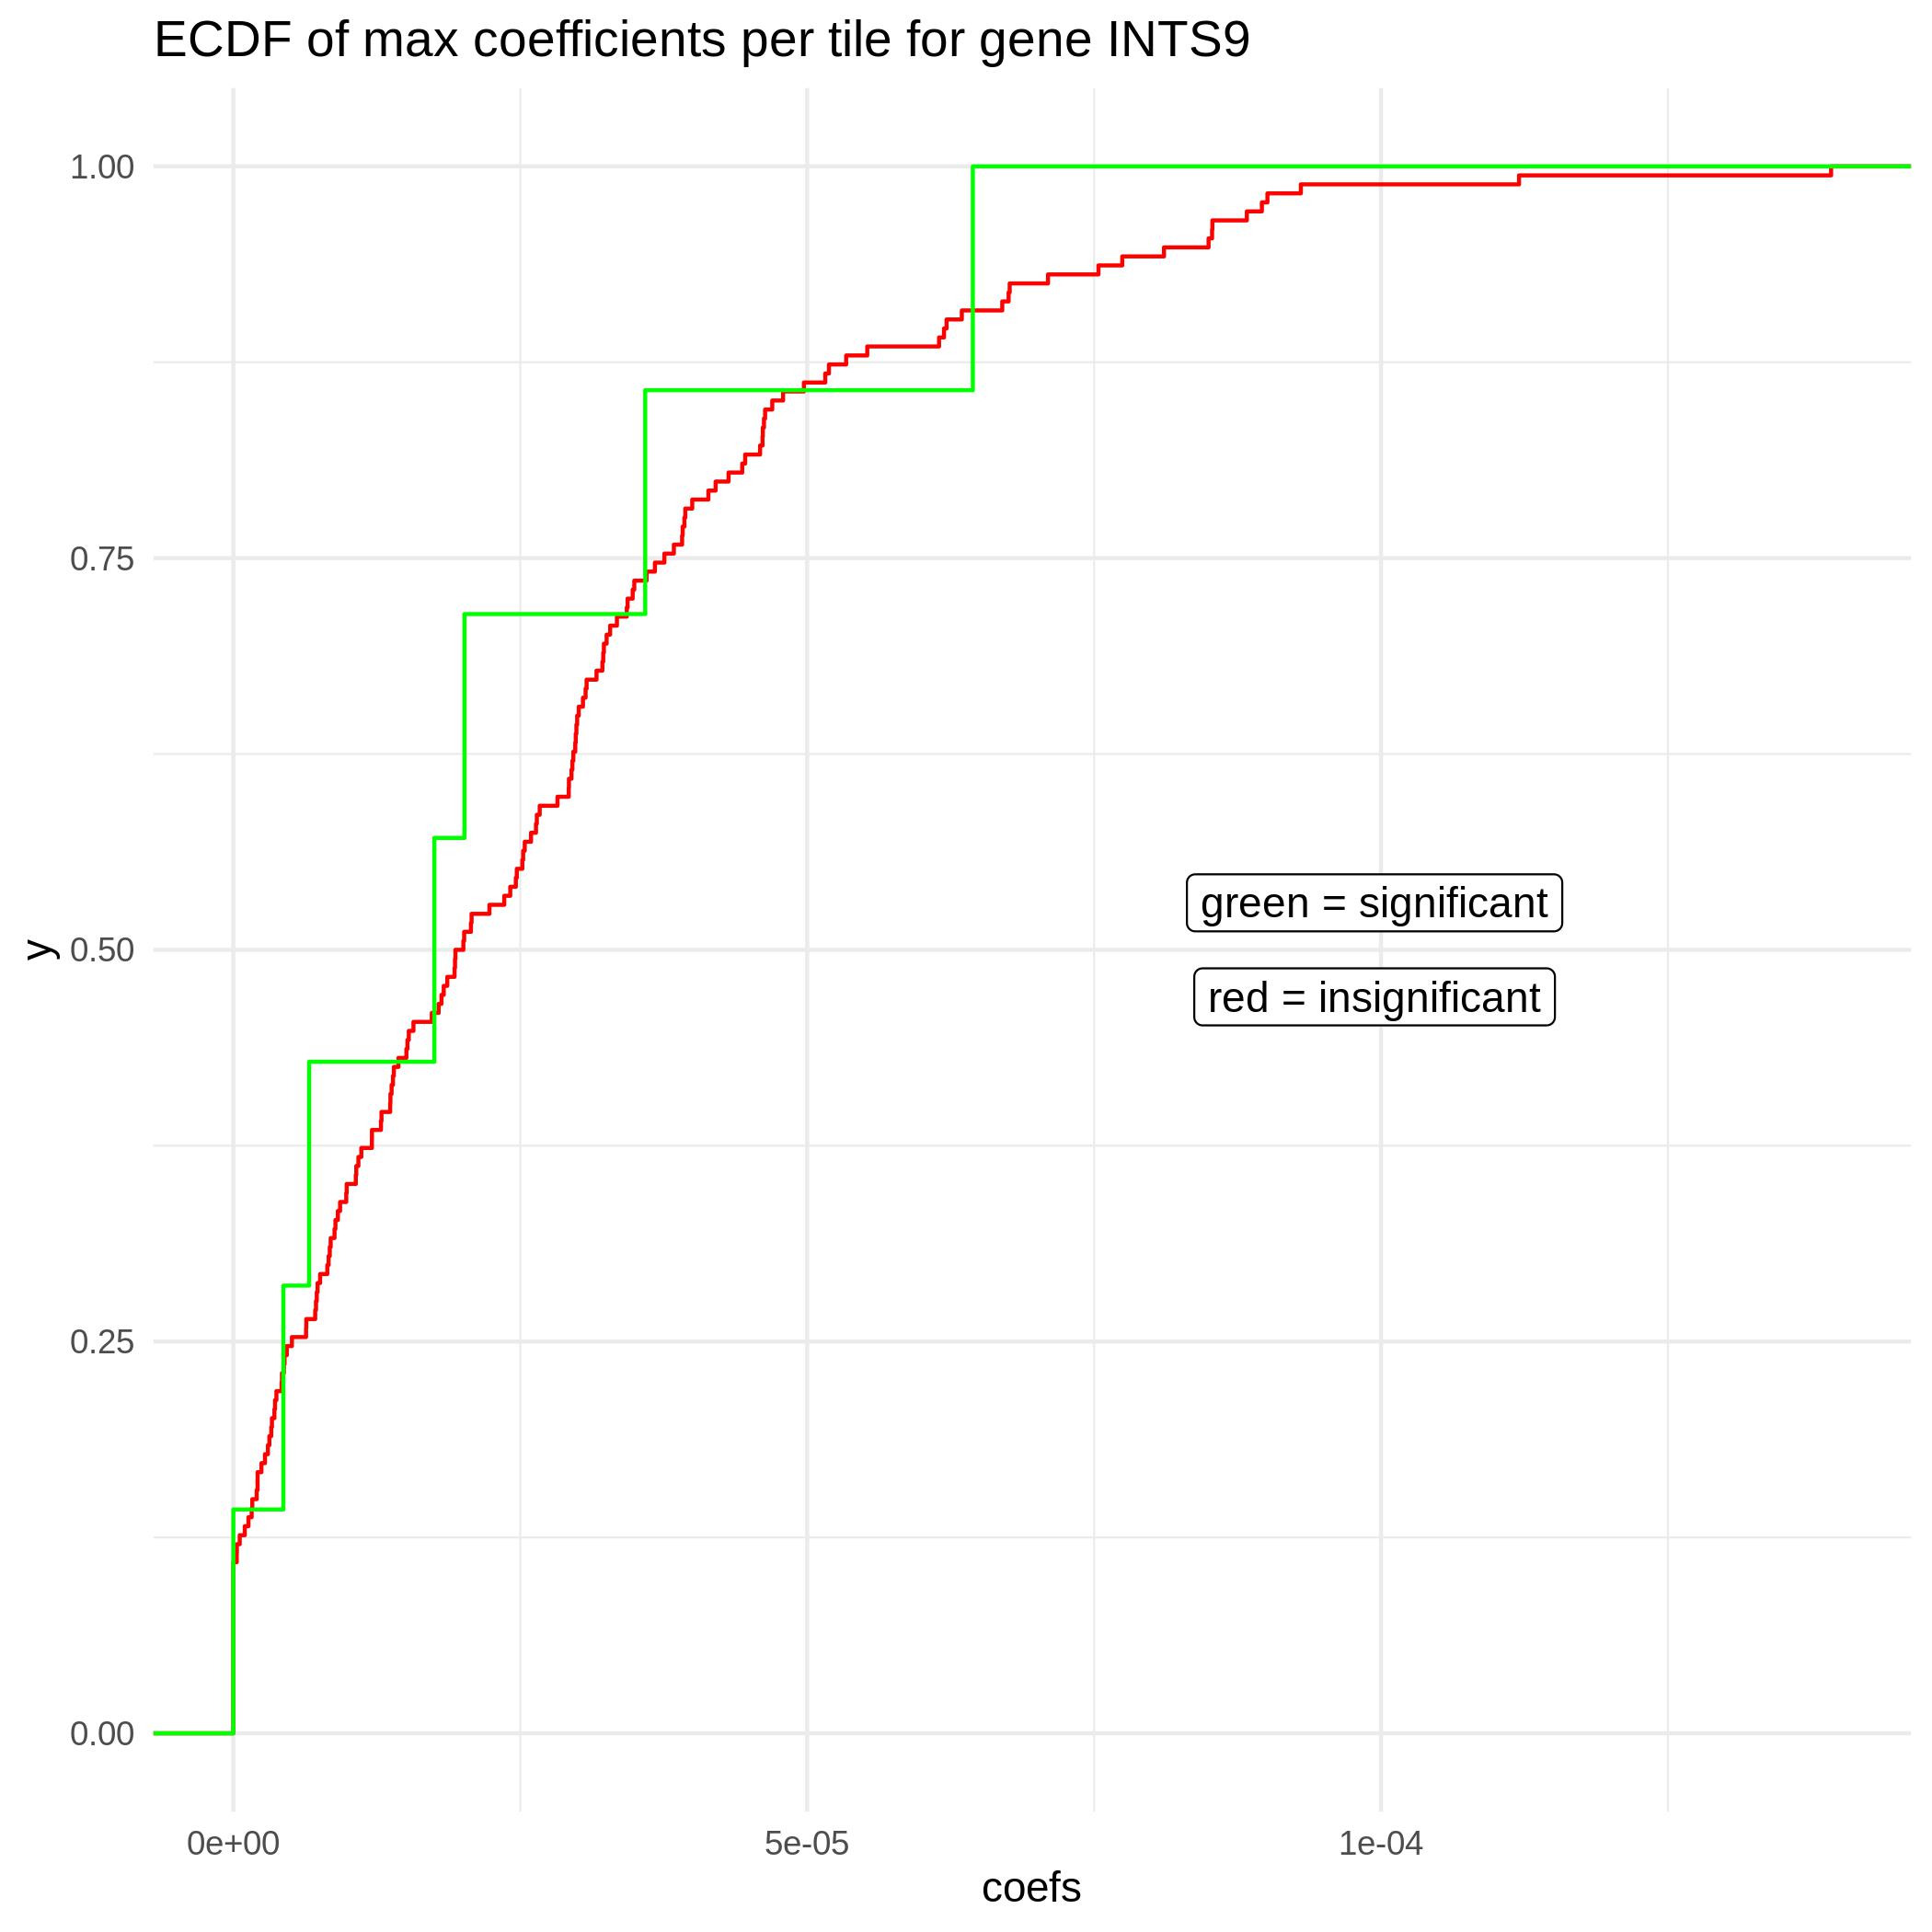 ECDF of max coefficients per tile for gene INTS9
1.00
0.75
0.50
0.25
0.00
y
green = significant
red = insignificant
0e+00 5e-05 1e-04
coefs